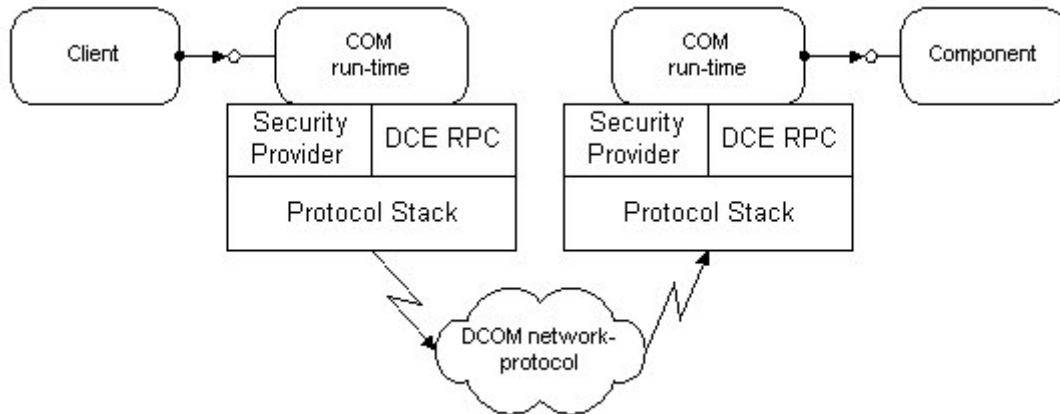 Client
COM
run-time
COM
run-time
Component
Security
Provider
DCE RPC
Security
Provider
DCE RPC
Protocol Stack
Protocol Stack
DCOM network-
protocol